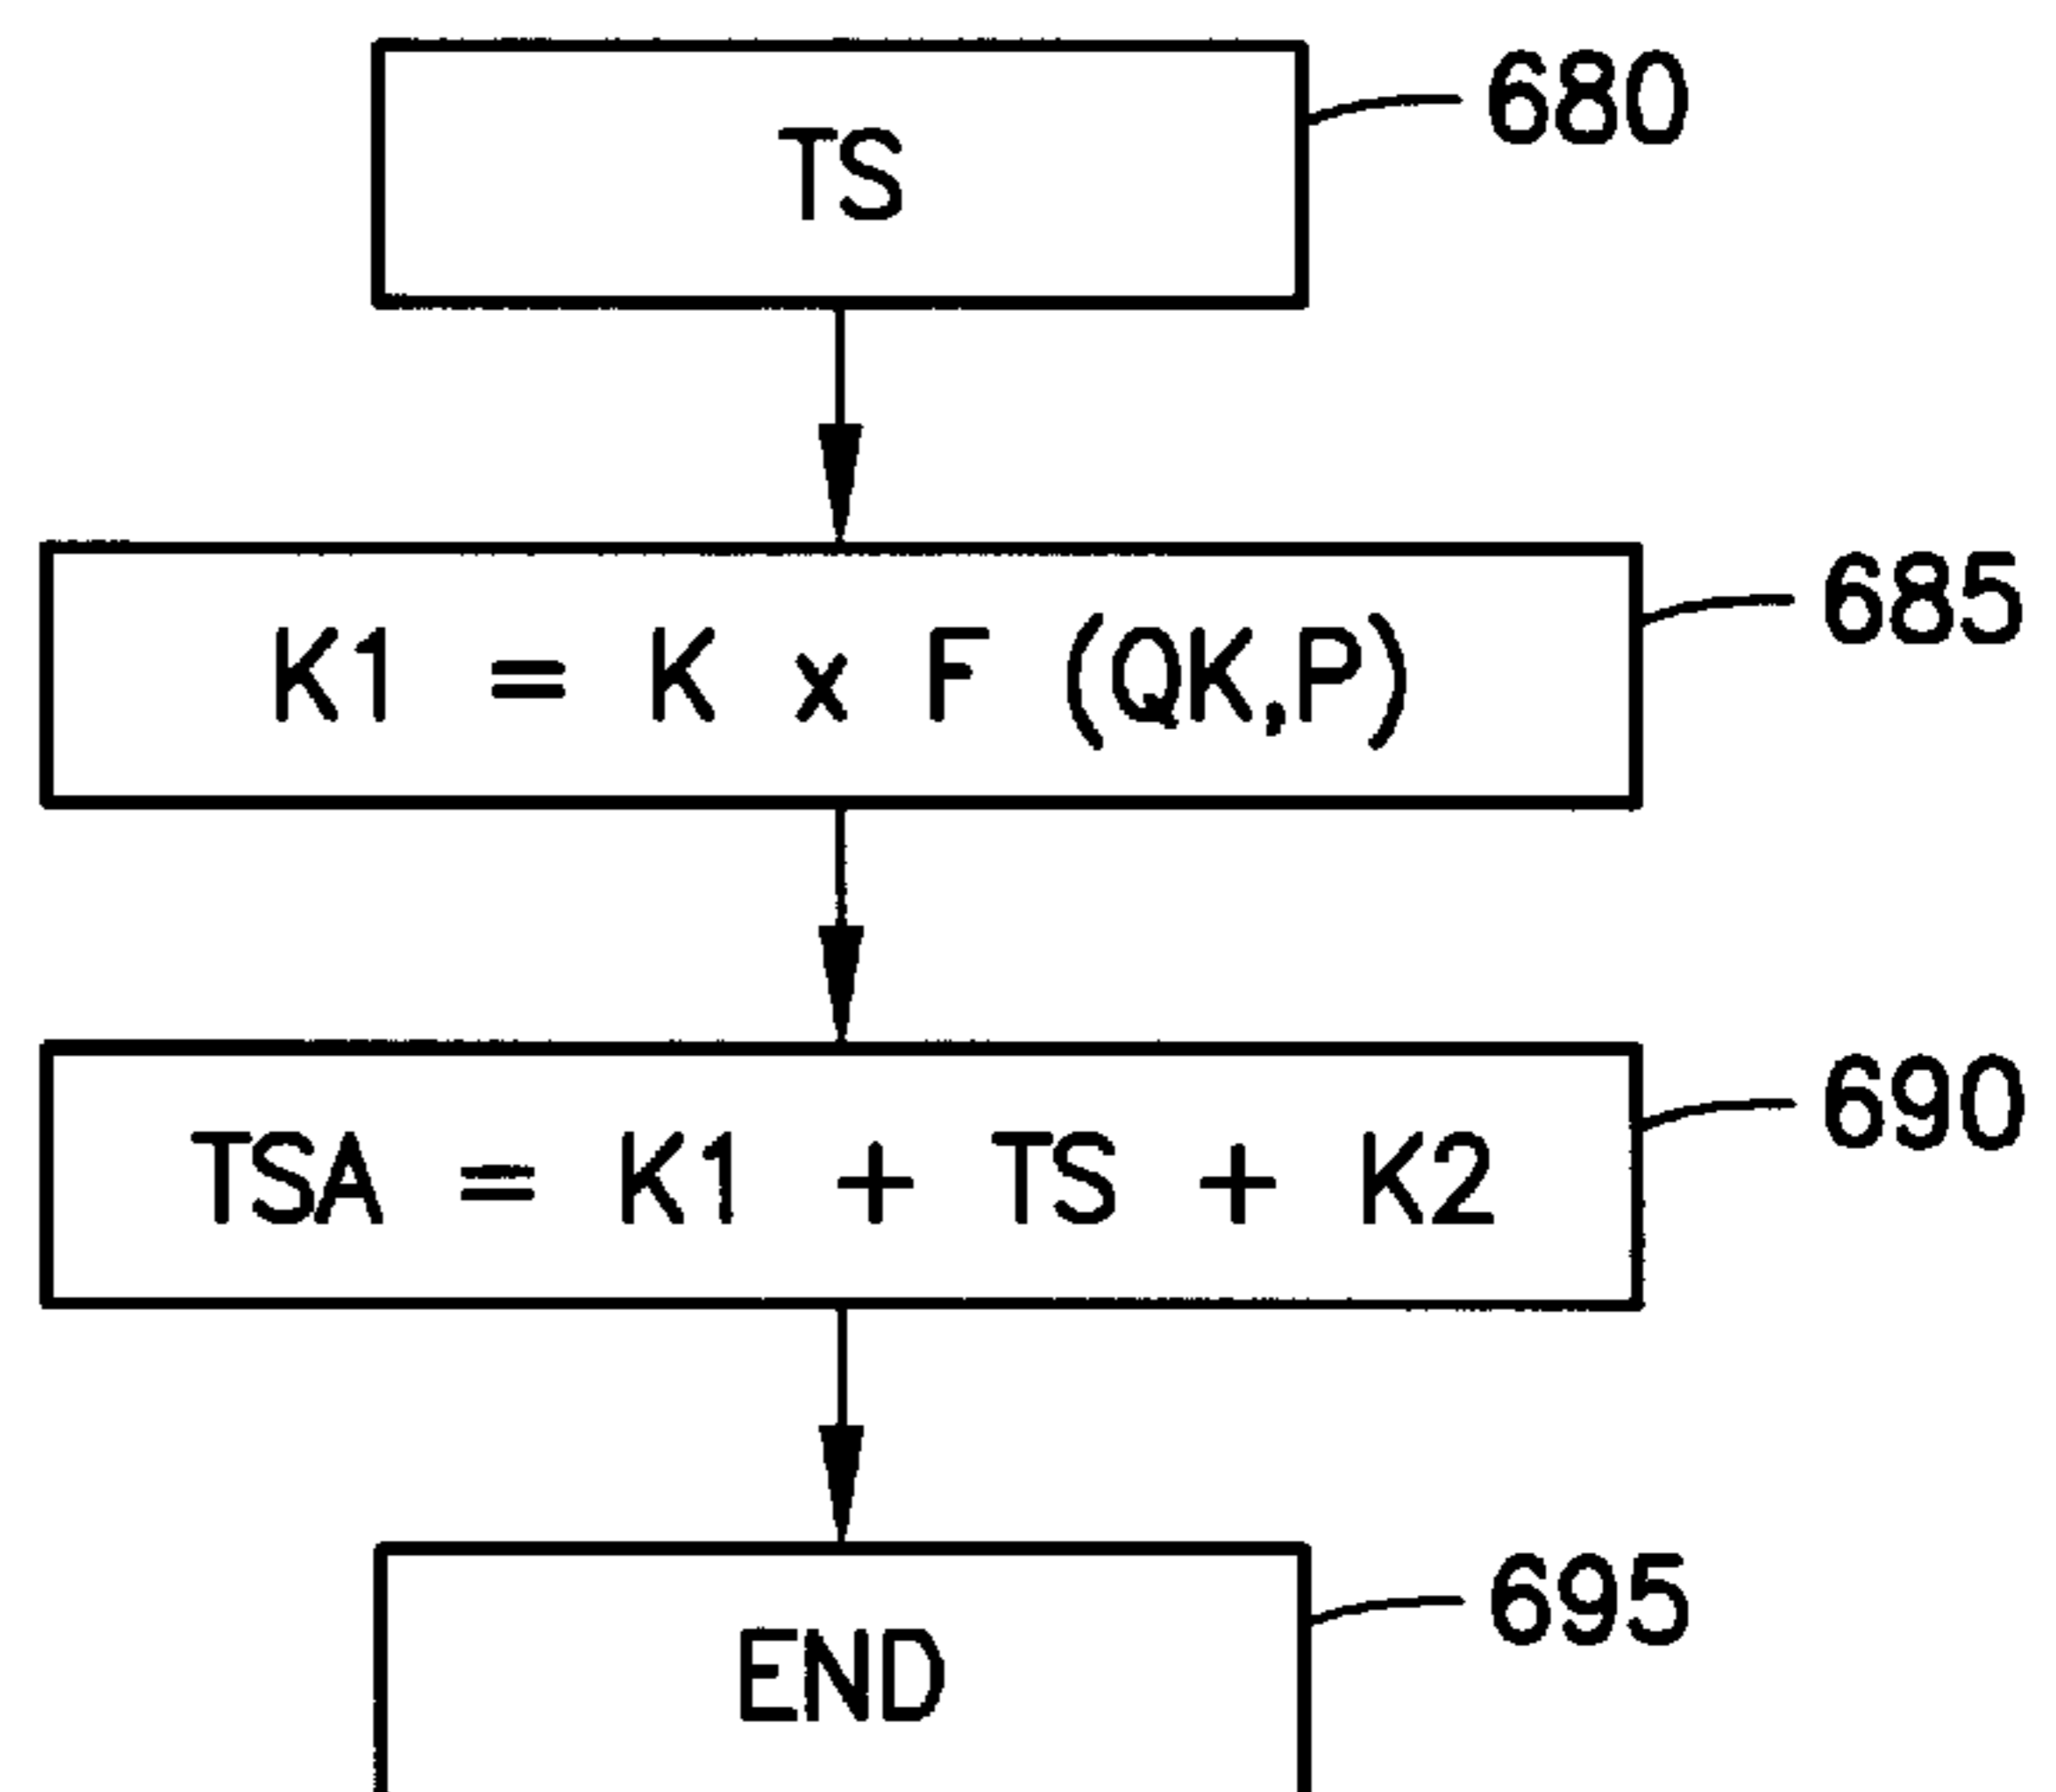 TS
680
K1 = K x F (QK,P)
685
TSA = K1 + TS + K2
690
END
695